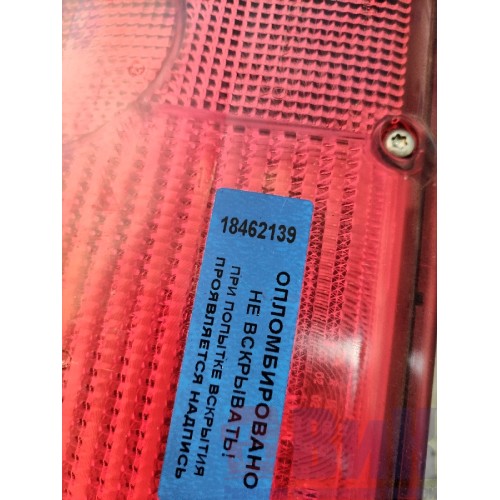 18462139
ОПЛОМБИРОВАНО
НЕ ВСКРЫВАТЬ!
ПРИ ПОПЫТКЕ ВСКРЫТИЯ
ПРОЯВЛЯЕТСЯ НАДПИСЬ